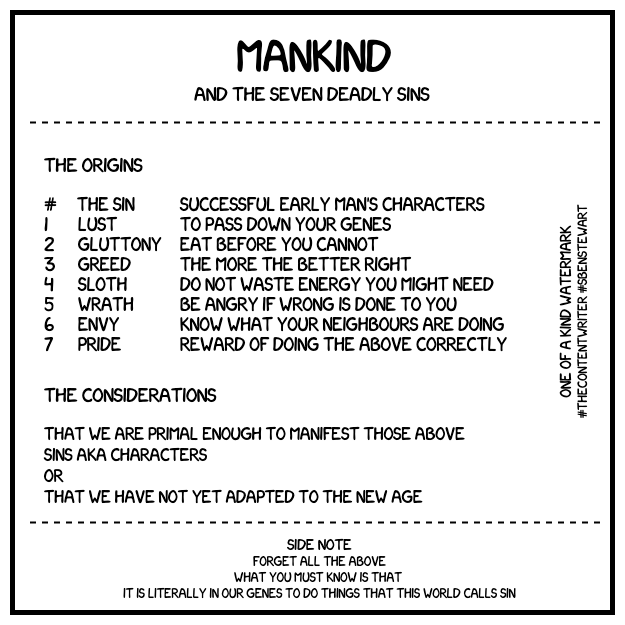 MANKIND
AND THE SEVEN DEADLY SINS
THE ORIGINS
# THE SIN SUCCESSFUL EARLY MAN'S CHARACTERS
1 LUST TO PASS DOWN YOUR GENES
2 GLUTTONY EAT BEFORE YOU CANNOT
3 GREED THE MORE THE BETTER RIGHT
4 SLOTH DO NOT WASTE ENERGY YOU MIGHT NEED
5 WRATH BE ANGRY IF WRONG IS DONE TO YOU
6 ENVY KNOW WHAT YOUR NEIGHBOURS ARE DOING
7 PRIDE REWARD OF DOING THE ABOVE CORRECTLY
THE CONSIDERATIONS
THAT WE ARE PRIMAL ENOUGH TO MANIFEST THOSE ABOVE
SINS AKA CHARACTERS
OR
THAT WE HAVE NOT YET ADAPTED TO THE NEW AGE
ONE OF A KIND WATERMARK
#THECONTENTWRITER #SBENSTEWART
SIDE NOTE
FORGET ALL THE ABOVE
WHAT YOU MUST KNOW IS THAT
IT IS LITERALLY IN OUR GENES TO DO THINGS THAT THIS WORLD CALLS SIN